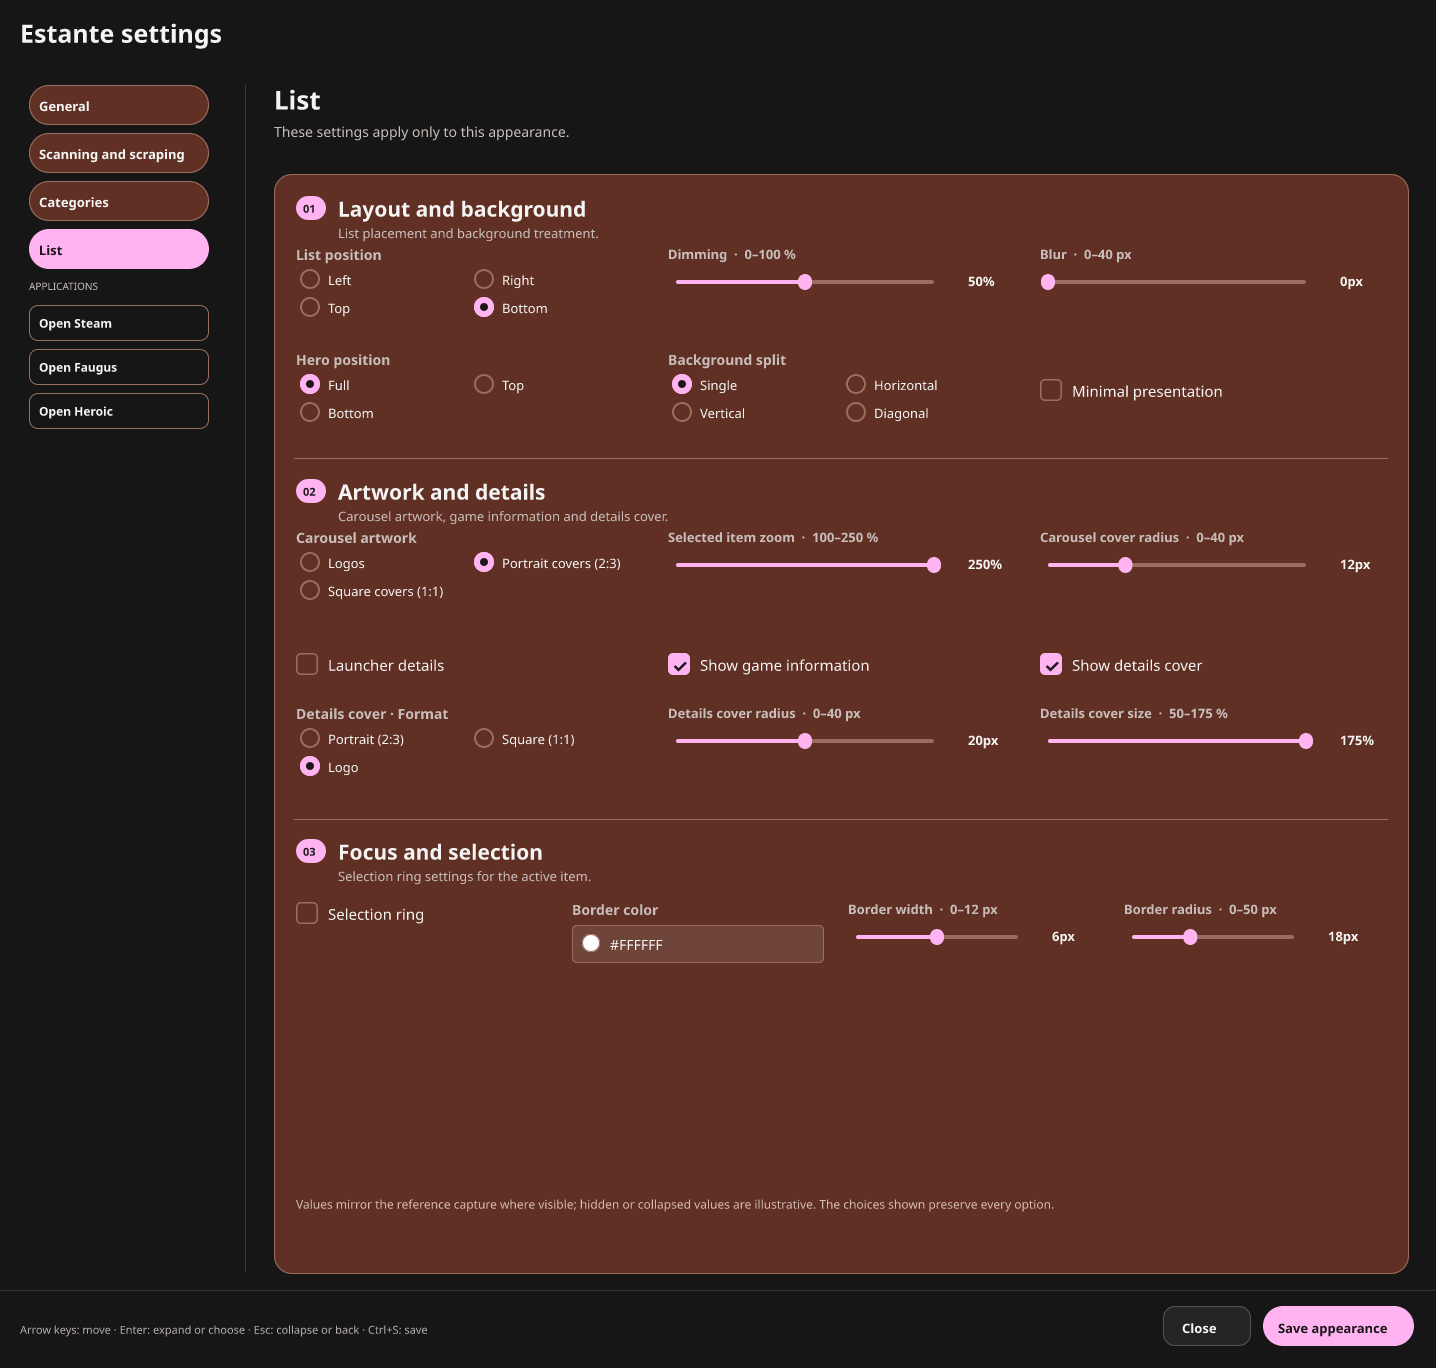 Estante settings
General
Scanning and scraping
Categories
List
APPLICATIONS
Open Steam
Open Faugus
Open Heroic
List
These settings apply only to this appearance.
01 Layout and background
List placement and background treatment.
List position
Left
Right
Top
Bottom
Dimming · 0–100 %
50%
Blur · 0–40 px
0px
Hero position
Full
Top
Bottom
Background split
Single
Horizontal
Vertical
Diagonal
Minimal presentation
02 Artwork and details
Carousel artwork, game information and details cover.
Carousel artwork
Logos
Portrait covers (2:3)
Square covers (1:1)
Selected item zoom · 100–250 %
250%
Carousel cover radius · 0–40 px
12px
Launcher details
Show game information
Show details cover
Details cover · Format
Portrait (2:3)
Square (1:1)
Logo
Details cover radius · 0–40 px
20px
Details cover size · 50–175 %
175%
03 Focus and selection
Selection ring settings for the active item.
Selection ring
Border color
#FFFFFF
Border width · 0–12 px
6px
Border radius · 0–50 px
18px
Values mirror the reference capture where visible; hidden or collapsed values are illustrative. The choices shown preserve every option.
Arrow keys: move · Enter: expand or choose · Esc: collapse or back · Ctrl+S: save
Close
Save appearance